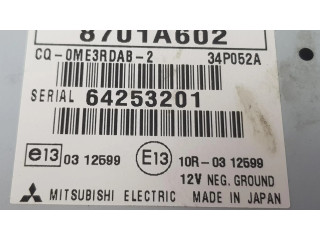 8701A602
CQ-0ME3RDAB-2 34P052A
SERIAL 64253201
e13 03 12599 E13 10R-03 12599
12V NEG. GROUND
MITSUBISHI ELECTRIC MADE IN JAPAN